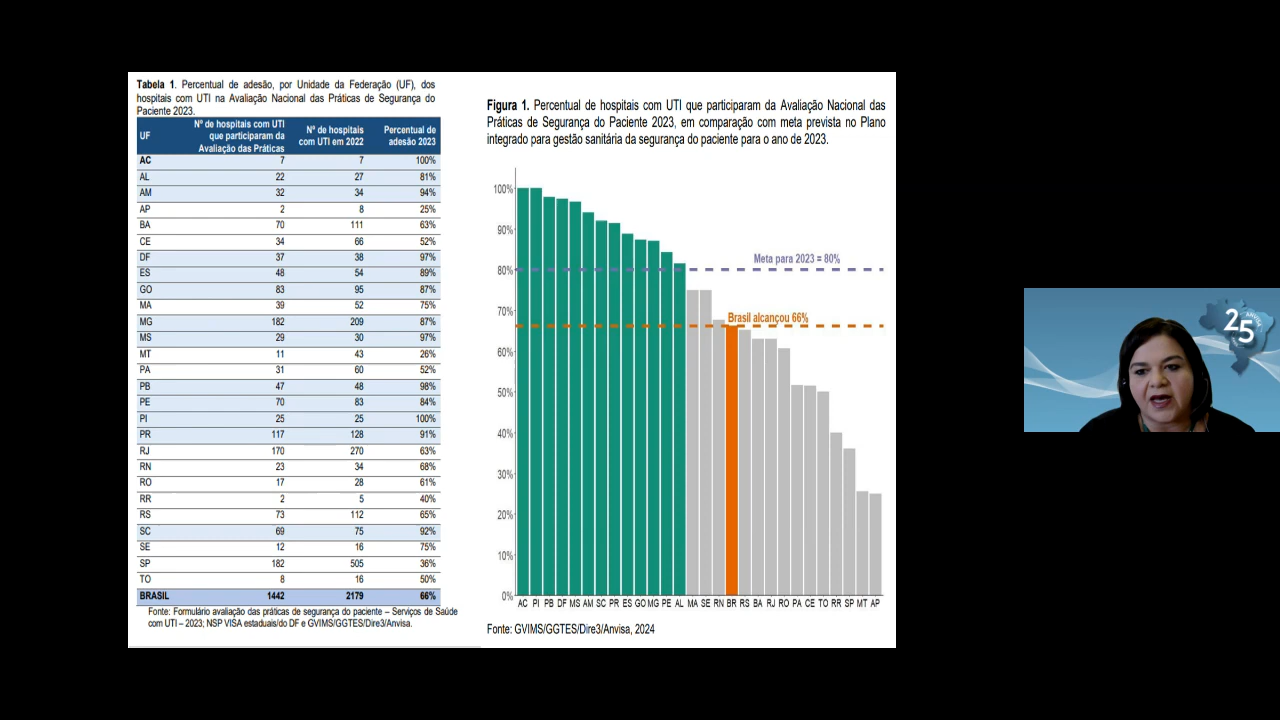 Tabela 1. Percentual de adesão, por Unidade da Federação (UF), dos
hospitais com UTI na Avaliação Nacional das Práticas de Segurança do
Paciente 2023.
UF Nº de hospitais com UTI que participaram da Avaliação das Práticas Nº de hospitais com UTI em 2022 Percentual de adesão 2023
AC 7 7 100%
AL 22 27 81%
AM 32 34 94%
AP 2 8 25%
BA 70 111 63%
CE 34 66 52%
DF 37 38 97%
ES 48 54 89%
GO 83 95 87%
MA 39 52 75%
MG 182 209 87%
MS 29 30 97%
MT 11 43 26%
PA 31 60 52%
PB 47 48 98%
PE 70 83 84%
PI 25 25 100%
PR 117 128 91%
RJ 170 270 63%
RN 23 34 68%
RO 17 28 61%
RR 2 5 40%
RS 73 112 65%
SC 69 75 92%
SE 12 16 75%
SP 182 505 36%
TO 8 16 50%
BRASIL 1442 2179 66%
Fonte: Formulário avaliação das práticas de segurança do paciente – Serviços de Saúde
com UTI – 2023; NSP VISA estaduais/do DF e GVIMS/GGTES/Dire3/Anvisa.
Figura 1. Percentual de hospitais com UTI que participaram da Avaliação Nacional das
Práticas de Segurança do Paciente 2023, em comparação com meta prevista no Plano
integrado para gestão sanitária da segurança do paciente para o ano de 2023.
100%
90%
80%
70%
60%
50%
40%
30%
20%
10%
0%
Meta para 2023 = 80%
Brasil alcançou 66%
AC PI PB DF MS AM SC PR ES GO MG PE AL MA SE RN BR RS BA RJ RO PA CE TO RR SP MT AP
Fonte: GVIMS/GGTES/Dire3/Anvisa, 2024
25